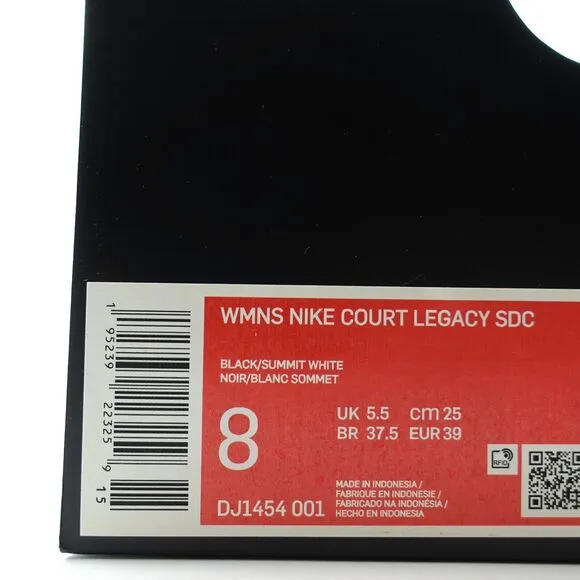 WMNS NIKE COURT LEGACY SDC
BLACK/SUMMIT WHITE
NOIR/BLANC SOMMET
8
UK 5.5 cm 25
BR 37.5 EUR 39
MADE IN INDONESIA /
FABRIQUE EN INDONESIE /
FABRICADO NA INDONÉSIA /
HECHO EN INDONESIA
DJ1454 001
RFID
1 95239 22325 9
15